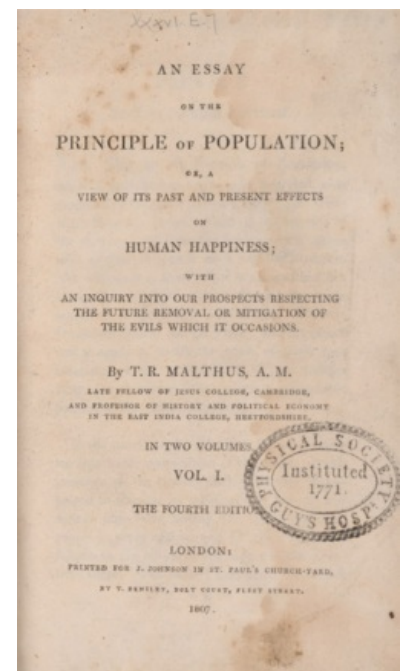 XXXVI.E.7
AN ESSAY
ON THE
PRINCIPLE OF POPULATION;
OR, A
VIEW OF ITS PAST AND PRESENT EFFECTS
ON
HUMAN HAPPINESS;
WITH
AN INQUIRY INTO OUR PROSPECTS RESPECTING
THE FUTURE REMOVAL OR MITIGATION OF
THE EVILS WHICH IT OCCASIONS.
By T. R. MALTHUS, A. M.
LATE FELLOW OF JESUS COLLEGE, CAMBRIDGE,
AND PROFESSOR OF HISTORY AND POLITICAL ECONOMY
IN THE EAST INDIA COLLEGE, HERTFORDSHIRE.
IN TWO VOLUMES.
VOL. I.
THE FOURTH EDITIO
PHYSICAL SOCIETY
Instituted
1771.
GUY'S HOSP.
LONDON:
PRINTED FOR J. JOHNSON IN ST. PAUL'S CHURCH-YARD,
BY T. BENSLEY, BOLT COURT, FLEET STREET.
1807.